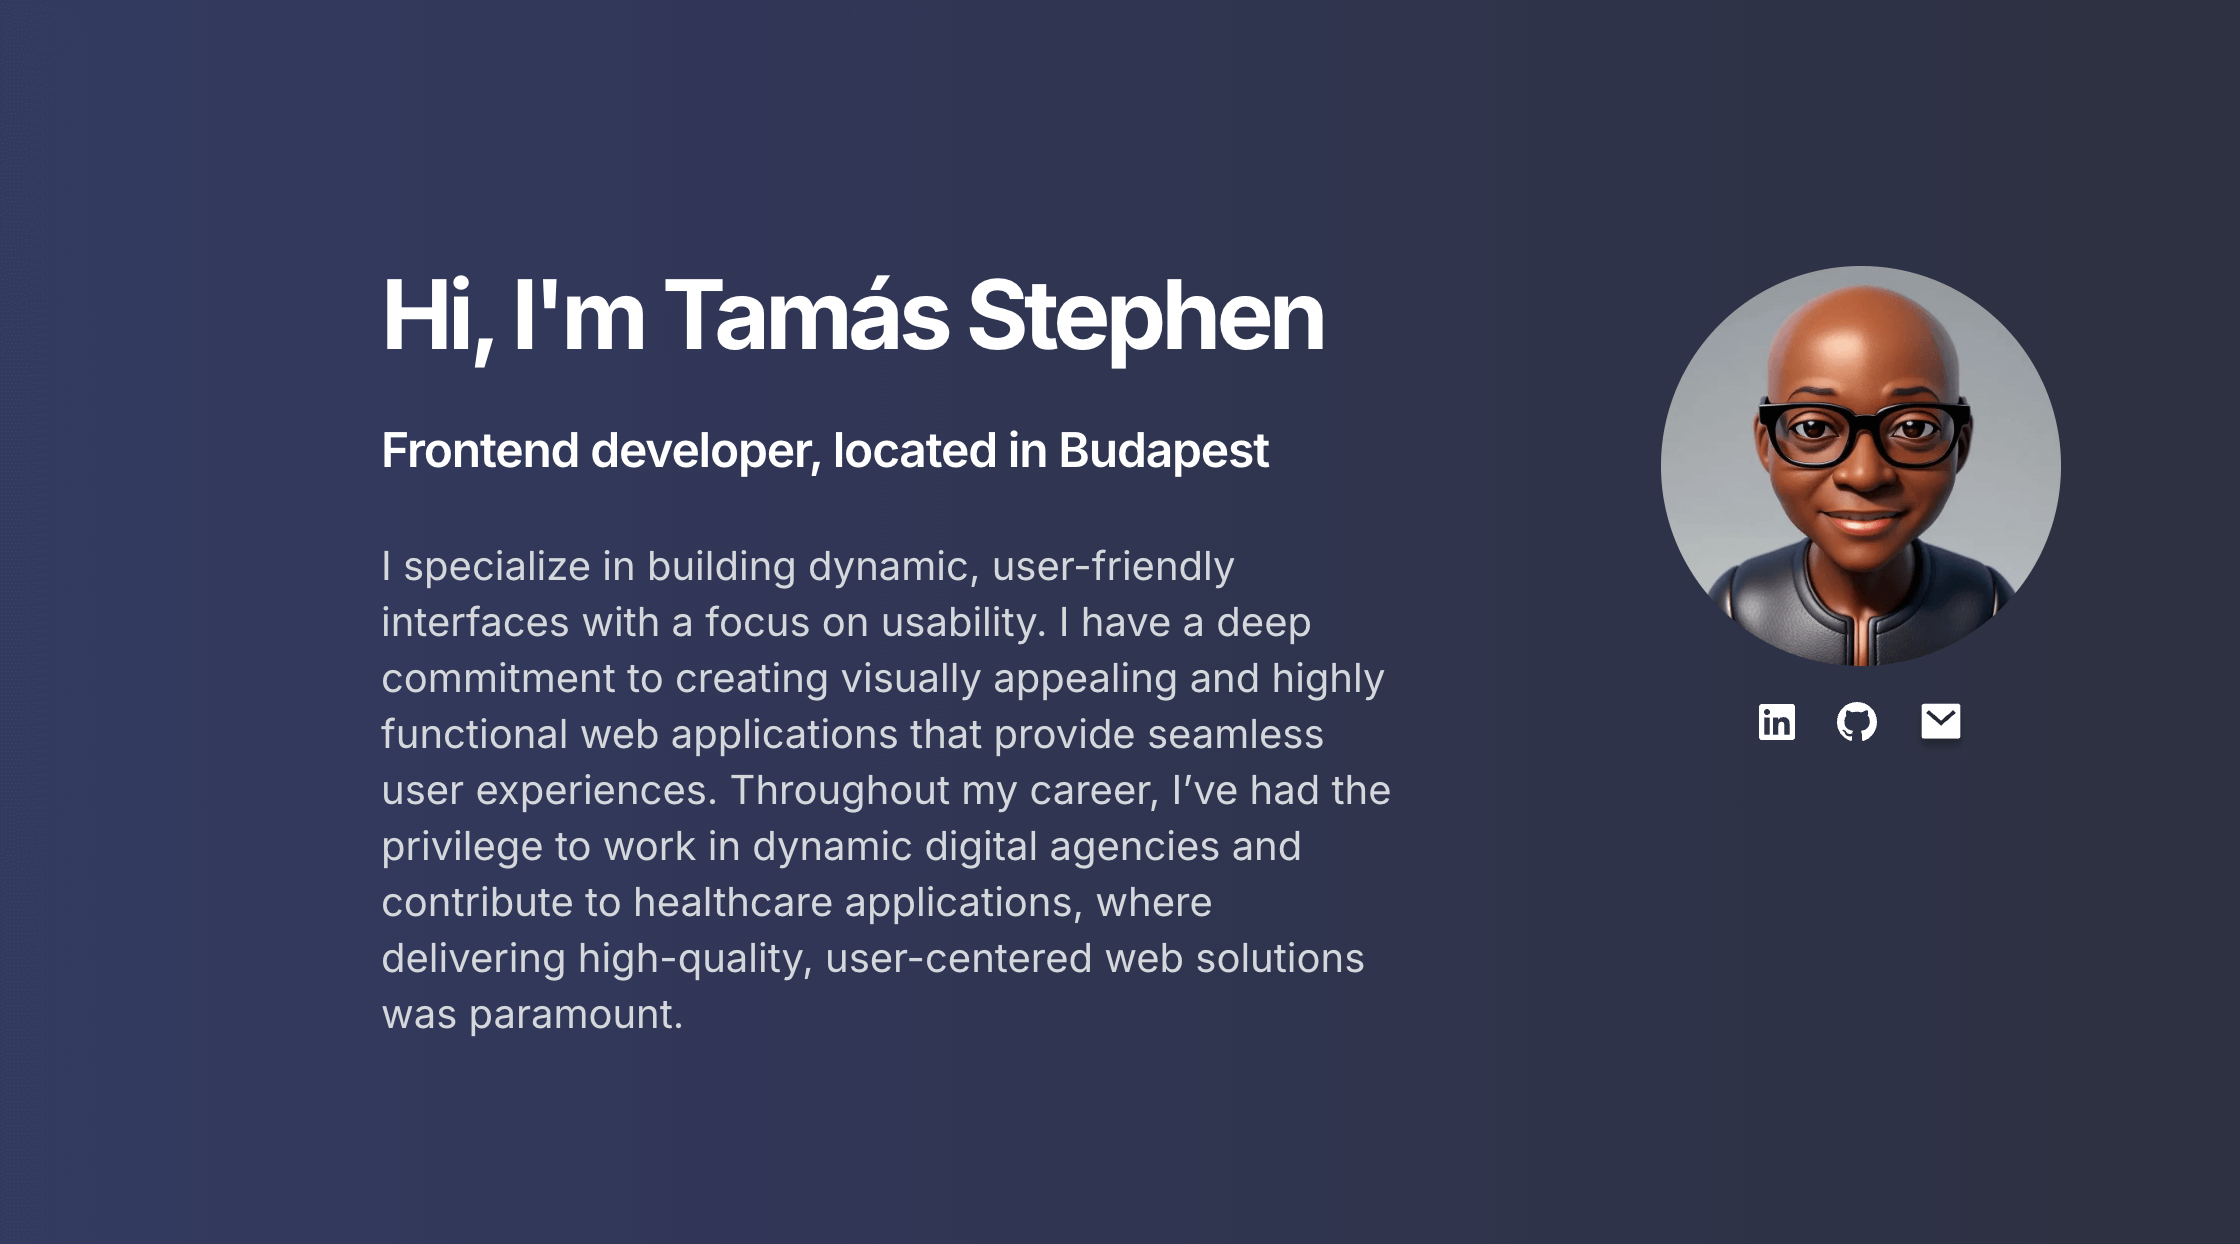 Hi, I'm Tamás Stephen
Frontend developer, located in Budapest
I specialize in building dynamic, user-friendly
interfaces with a focus on usability. I have a deep
commitment to creating visually appealing and highly
functional web applications that provide seamless
user experiences. Throughout my career, I’ve had the
privilege to work in dynamic digital agencies and
contribute to healthcare applications, where
delivering high-quality, user-centered web solutions
was paramount.
in